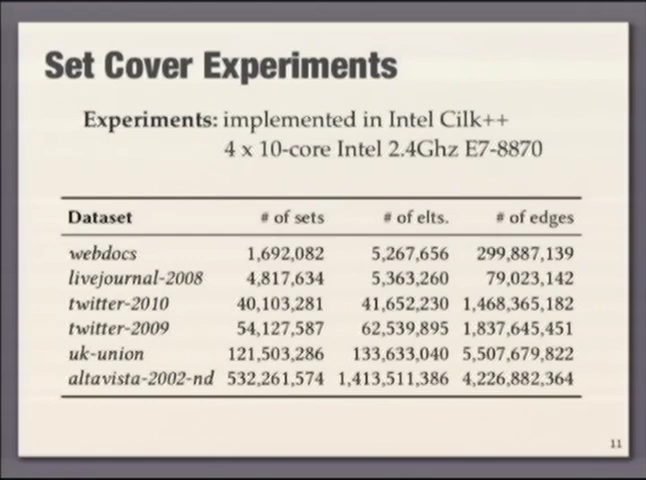 Set Cover Experiments
Experiments: implemented in Intel Cilk++
4 x 10-core Intel 2.4Ghz E7-8870
Dataset # of sets # of elts. # of edges
webdocs 1,692,082 5,267,656 299,887,139
livejournal-2008 4,817,634 5,363,260 79,023,142
twitter-2010 40,103,281 41,652,230 1,468,365,182
twitter-2009 54,127,587 62,539,895 1,837,645,451
uk-union 121,503,286 133,633,040 5,507,679,822
altavista-2002-nd 532,261,574 1,413,511,386 4,226,882,364
11